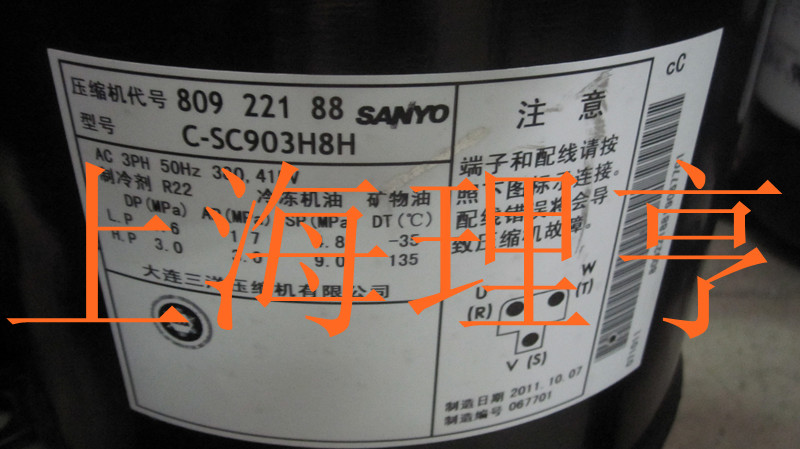 压缩机代号 809 221 88 SANYO
型号 C-SC903H8H
AC 3PH 50Hz
制冷剂 R22 冷冻机油 矿物油
DP(MPa) SP(MPa) DT(℃)
L.P -35
H.P 3.0 9.0 135
大连三洋压缩机有限公司
注意
端子和配线请按
照下图标示连接。
配线错误将会导
致压缩机故障。
U
(R)
W
(T)
V (S)
制造日期 2011.10.07
制造编号 067701
cC
上海理亨